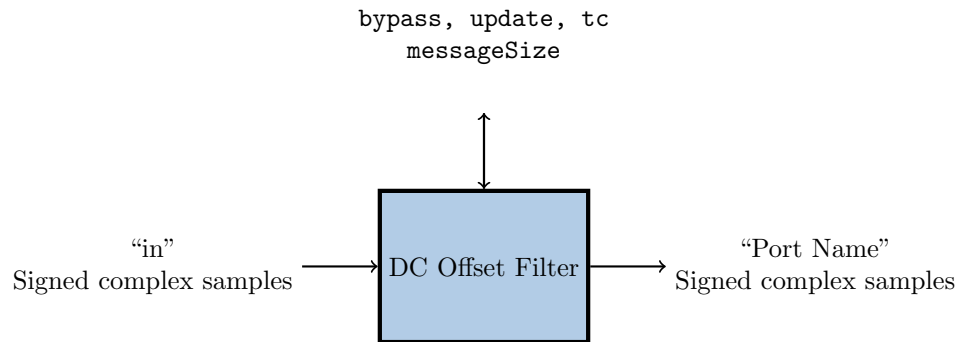 bypass, update, tc
messageSize
“in”
Signed complex samples
DC Offset Filter
“Port Name”
Signed complex samples